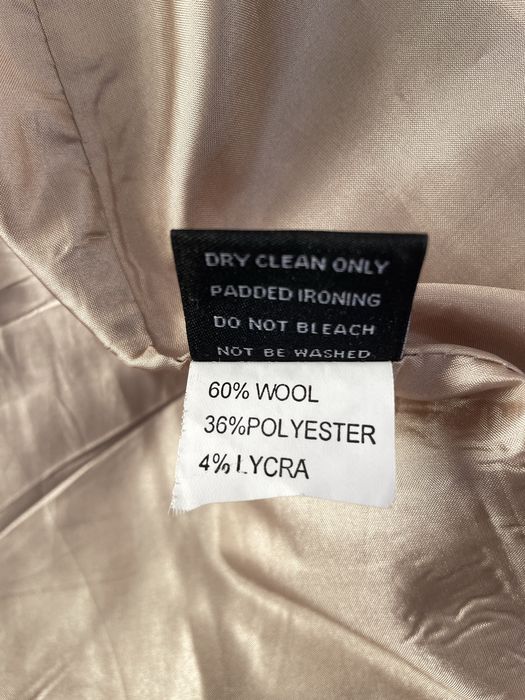 DRY CLEAN ONLY
PADDED IRONING
DO NOT BLEACH
NOT BE WASHED
60% WOOL
36%POLYESTER
4% LYCRA